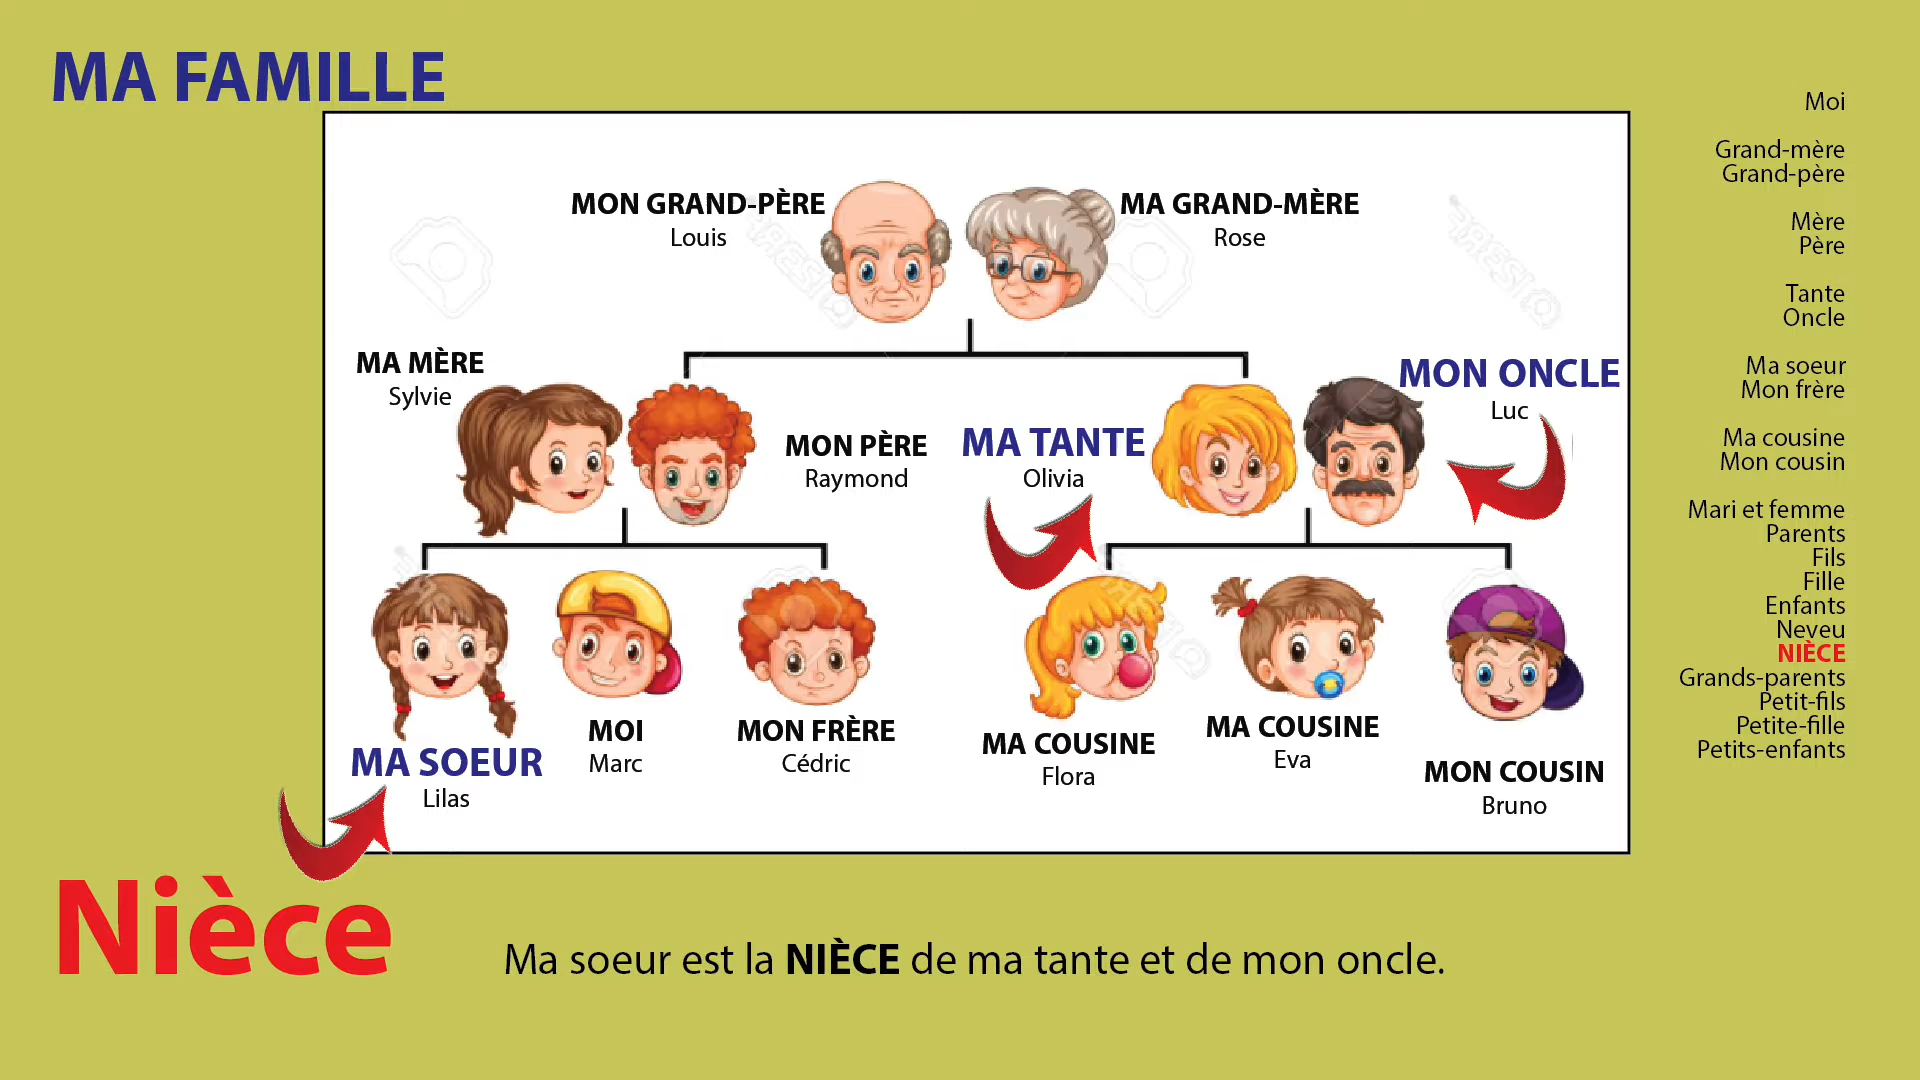 MA FAMILLE
MON GRAND-PÈRE
Louis
MA GRAND-MÈRE
Rose
MA MÈRE
Sylvie
MON PÈRE
Raymond
MA TANTE
Olivia
MON ONCLE
Luc
MA SOEUR
Lilas
MOI
Marc
MON FRÈRE
Cédric
MA COUSINE
Flora
MA COUSINE
Eva
MON COUSIN
Bruno
Moi
Grand-mère
Grand-père
Mère
Père
Tante
Oncle
Ma soeur
Mon frère
Ma cousine
Mon cousin
Mari et femme
Parents
Fils
Fille
Enfants
Neveu
NIÈCE
Grands-parents
Petit-fils
Petite-fille
Petits-enfants
Nièce
Ma soeur est la NIÈCE de ma tante et de mon oncle.